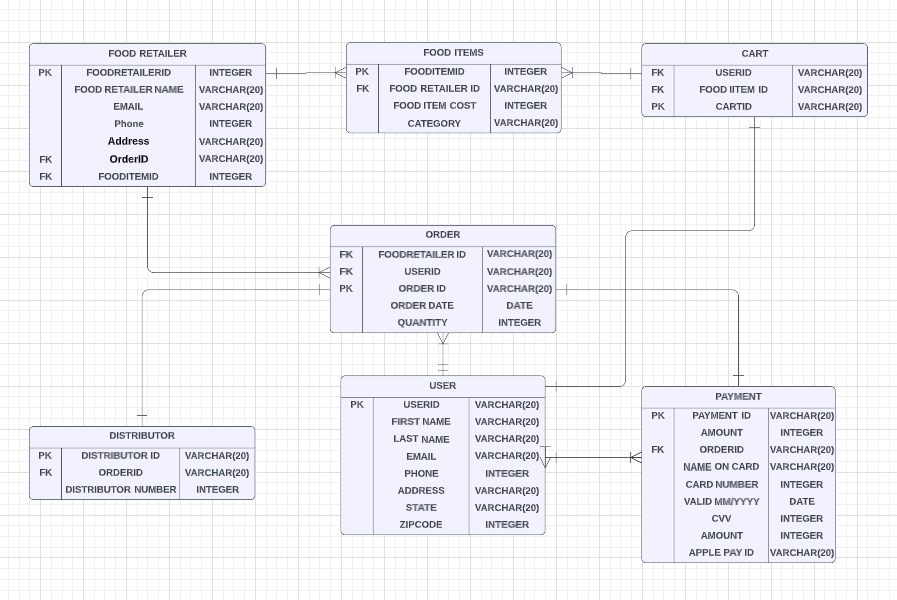 FOOD RETAILER
PK FOODRETAILERID INTEGER
FOOD RETAILER NAME VARCHAR(20)
EMAIL VARCHAR(20)
Phone INTEGER
Address VARCHAR(20)
FK OrderID VARCHAR(20)
FK FOODITEMID INTEGER
FOOD ITEMS
PK FOODITEMID INTEGER
FK FOOD RETAILER ID VARCHAR(20)
FOOD ITEM COST INTEGER
CATEGORY VARCHAR(20)
CART
FK USERID VARCHAR(20)
FK FOOD IITEM ID VARCHAR(20)
PK CARTID VARCHAR(20)
ORDER
FK FOODRETAILER ID VARCHAR(20)
FK USERID VARCHAR(20)
PK ORDER ID VARCHAR(20)
ORDER DATE DATE
QUANTITY INTEGER
DISTRIBUTOR
PK DISTRIBUTOR ID VARCHAR(20)
FK ORDERID VARCHAR(20)
DISTRIBUTOR NUMBER INTEGER
USER
PK USERID VARCHAR(20)
FIRST NAME VARCHAR(20)
LAST NAME VARCHAR(20)
EMAIL VARCHAR(20)
PHONE INTEGER
ADDRESS VARCHAR(20)
STATE VARCHAR(20)
ZIPCODE INTEGER
PAYMENT
PK PAYMENT ID VARCHAR(20)
AMOUNT INTEGER
FK ORDERID VARCHAR(20)
NAME ON CARD VARCHAR(20)
CARD NUMBER INTEGER
VALID MM/YYYY DATE
CVV INTEGER
AMOUNT INTEGER
APPLE PAY ID VARCHAR(20)